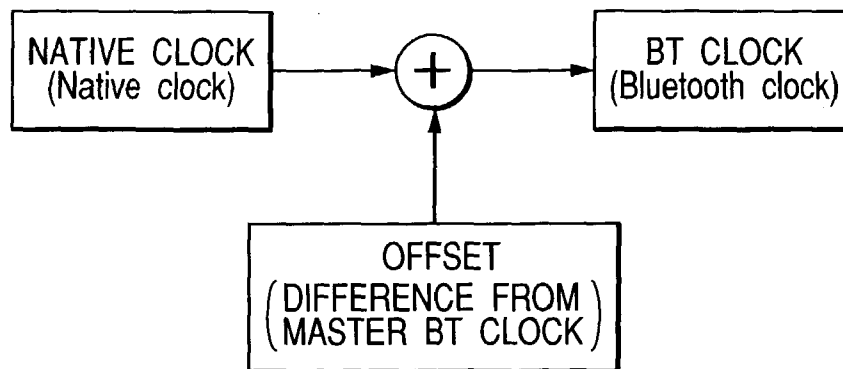 NATIVE CLOCK
(Native clock)
+
BT CLOCK
(Bluetooth clock)
OFFSET
(DIFFERENCE FROM
MASTER BT CLOCK)